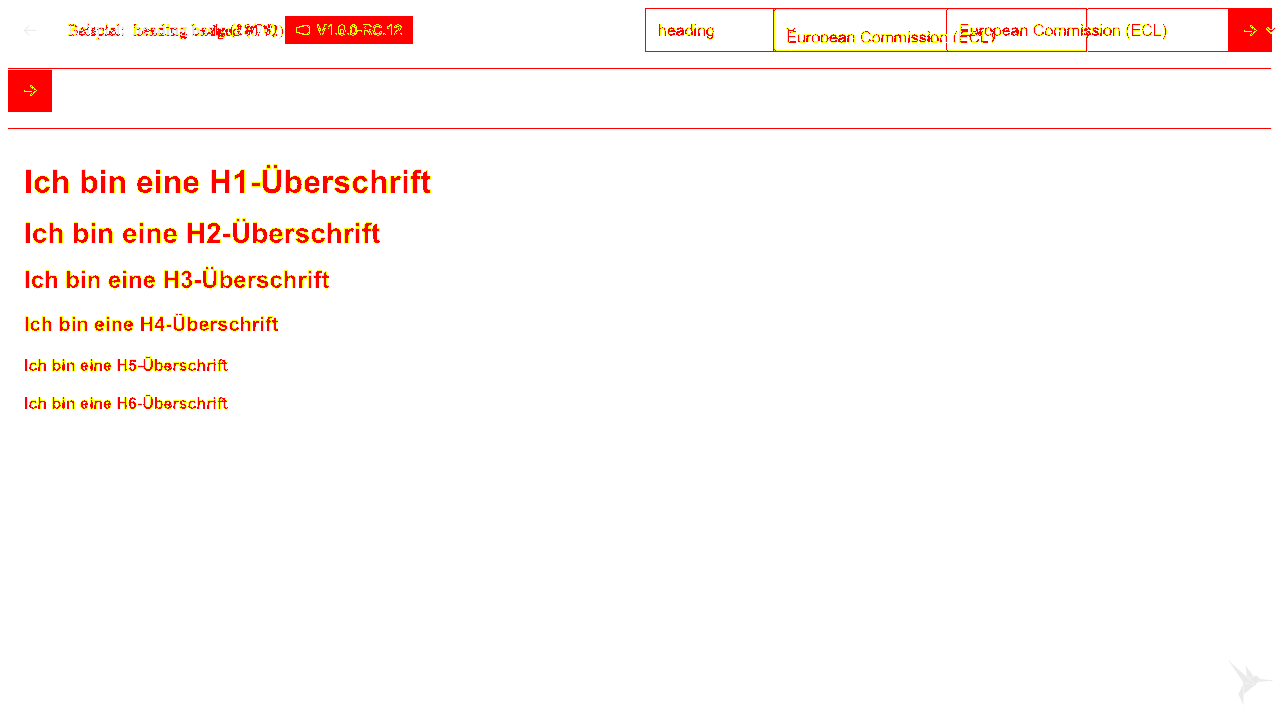 Beispiel: heading V1.0.0-RC.12 heading European Commission (ECL) European Commission (ECL)
Ich bin eine H1-Überschrift
Ich bin eine H2-Überschrift
Ich bin eine H3-Überschrift
Ich bin eine H4-Überschrift
Ich bin eine H5-Überschrift
Ich bin eine H6-Überschrift